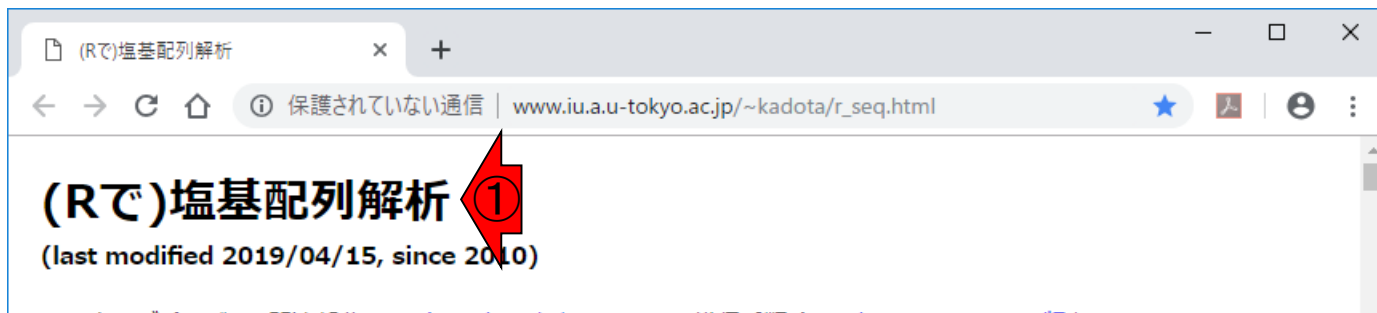 (Rで)塩基配列解析
保護されていない通信 | www.iu.a.u-tokyo.ac.jp/~kadota/r_seq.html
(Rで)塩基配列解析 ①
(last modified 2019/04/15, since 2010)